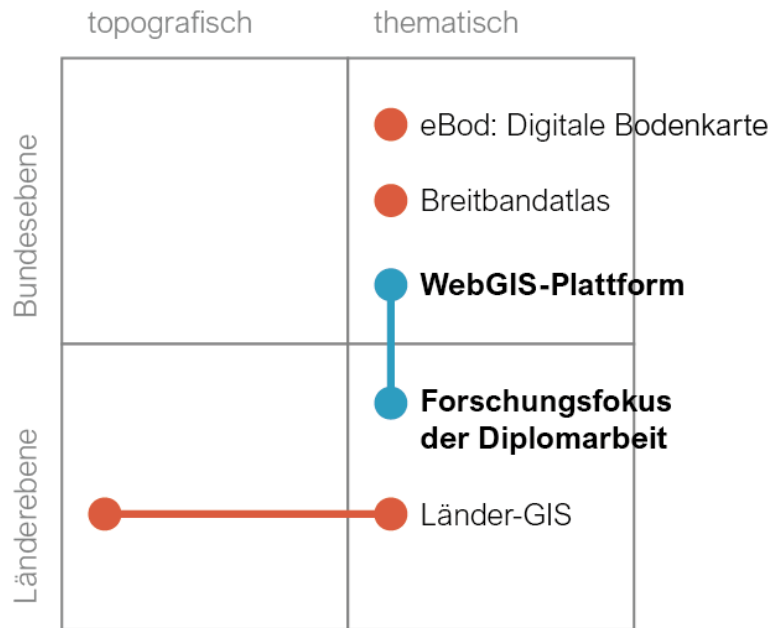 topografisch
thematisch
Bundesebene
eBod: Digitale Bodenkarte
Breitbandatlas
WebGIS-Plattform
Länderebene
Forschungsfokus
der Diplomarbeit
Länder-GIS